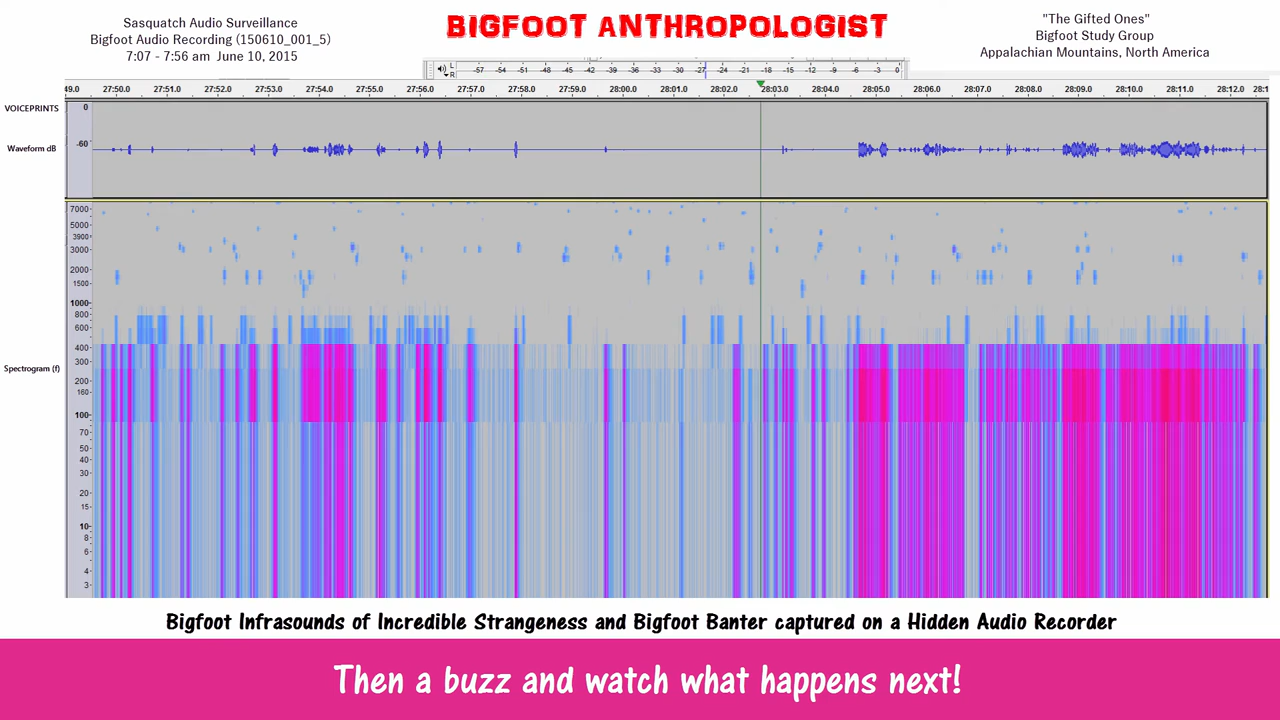 Sasquatch Audio Surveillance
Bigfoot Audio Recording (150610_001_5)
7:07 - 7:56 am June 10, 2015
BIGFOOT ANTHROPOLOGIST
"The Gifted Ones"
Bigfoot Study Group
Appalachian Mountains, North America
L
R
-57 -54 -51 -48 -45 -42 -39 -36 -33 -30 -27 -24 -21 -18 -15 -12 -9 -6 -3 0
49.0 27:50.0 27:51.0 27:52.0 27:53.0 27:54.0 27:55.0 27:56.0 27:57.0 27:58.0 27:59.0 28:00.0 28:01.0 28:02.0 28:03.0 28:04.0 28:05.0 28:06.0 28:07.0 28:08.0 28:09.0 28:10.0 28:11.0 28:12.0 28:1
VOICEPRINTS
0
Waveform dB
-60
7000
5000
3900
3000
2000
1500
1000
800
600
400
300
Spectrogram (f)
200
160
100
70
50
40
30
20
15
10
8
6
4
3
Bigfoot Infrasounds of Incredible Strangeness and Bigfoot Banter captured on a Hidden Audio Recorder
Then a buzz and watch what happens next!